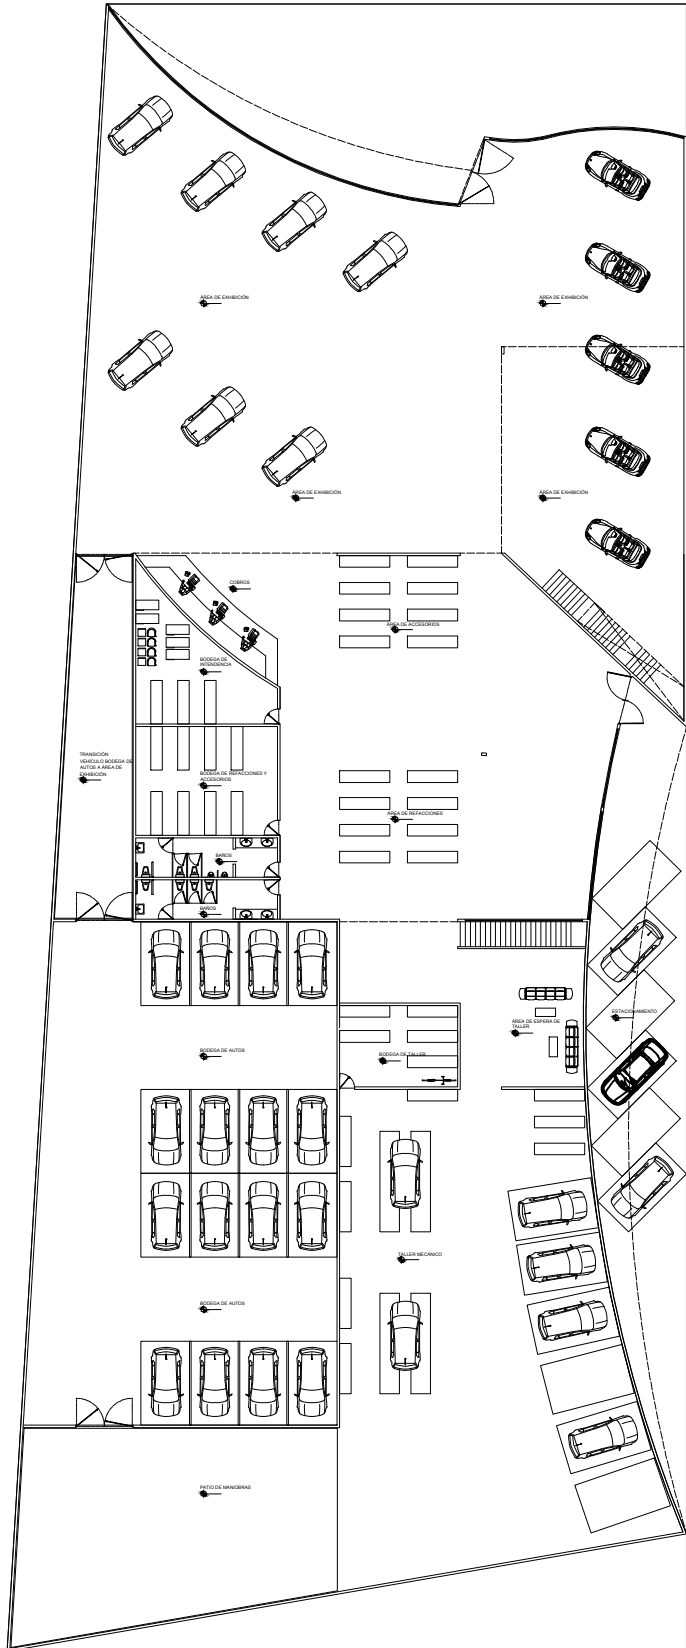 ÁREA DE EXHIBICIÓN
ÁREA DE EXHIBICIÓN
ÁREA DE EXHIBICIÓN
ÁREA DE EXHIBICIÓN
COBROS
ÁREA DE ACCESORIOS
BODEGA DE
INTENDENCIA
TRANSICIÓN
VEHÍCULO BODEGA DE
AUTOS A ÁREA DE
EXHIBICIÓN
BODEGA DE REFACCIONES Y
ACCESORIOS
ÁREA DE REFACCIONES
BAÑOS
BAÑOS
ESTACIONAMIENTO
ÁREA DE ESPERA DE
TALLER
BODEGA DE AUTOS
BODEGA DE TALLER
TALLER MECÁNICO
BODEGA DE AUTOS
PATIO DE MANIOBRAS